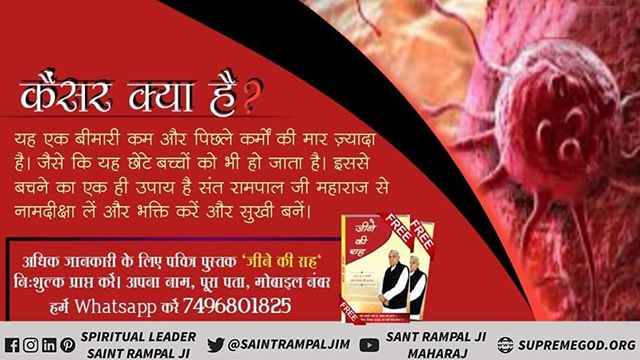 कैंसर क्या है?
यह एक बीमारी कम और पिछले कर्मों की मार ज़्यादा
है। जैसे कि यह छोटे बच्चों को भी हो जाता है। इससे
बचने का एक ही उपाय है संत रामपाल जी महाराज से
नामदीक्षा लें और भक्ति करें और सुखी बनें।
अधिक जानकारी के लिए पवित्र पुस्तक 'जीने की राह'
निःशुल्क प्राप्त करें। अपना नाम, पूरा पता, मोबाइल नंबर
हमें Whatsapp करें 7496801825
जीने
की
राह
FREE
FREE
FREE
SPIRITUAL LEADER
SAINT RAMPAL JI
@SAINTRAMPALJIM
SANT RAMPAL JI
MAHARAJ
SUPREMEGOD.ORG